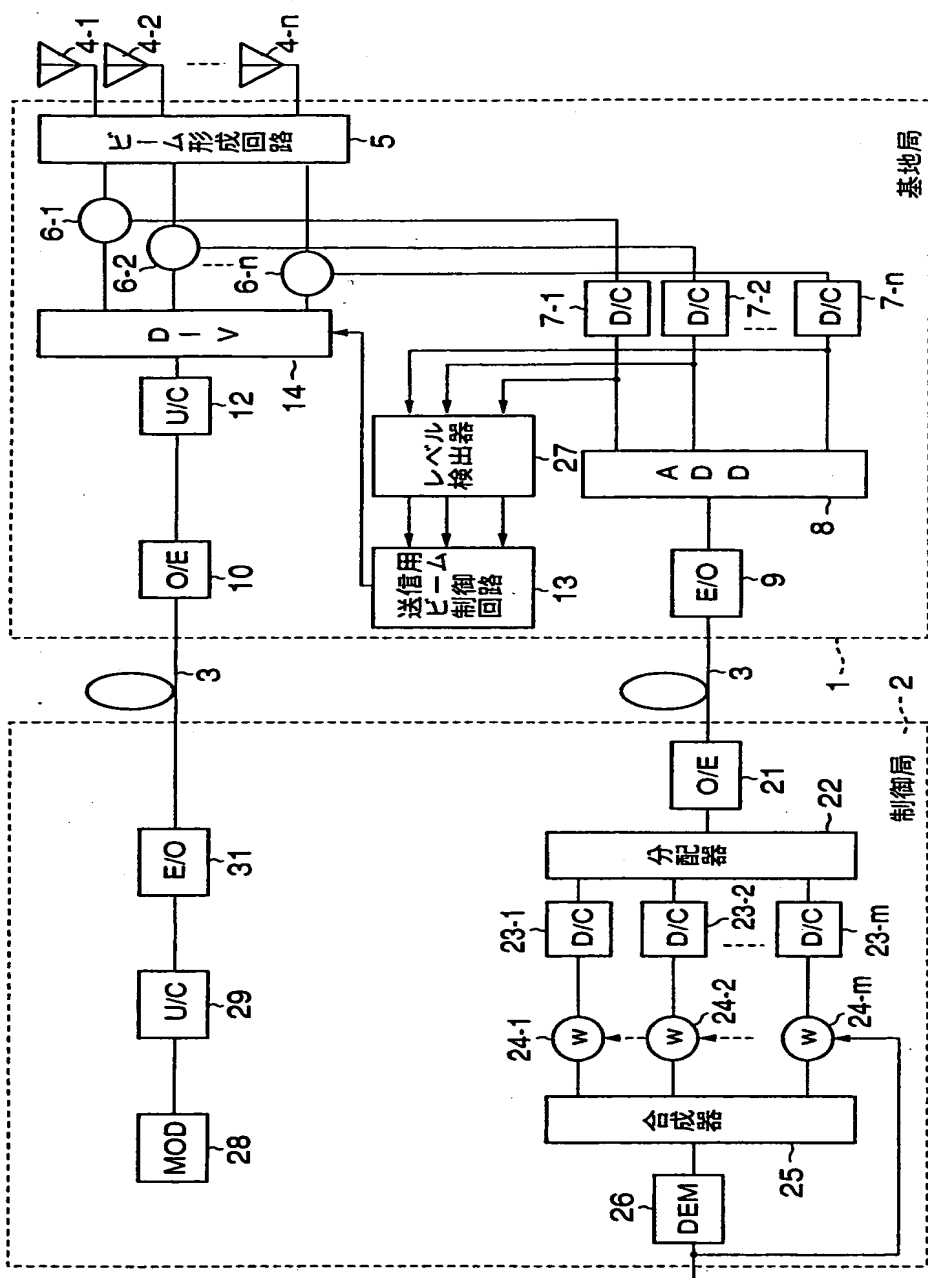 MOD
28
U/C
29
E/O
31
3
O/E
10
U/C
12
DIV
14
6-1
6-2
6-n
ビーム形成回路
5
4-1
4-2
4-n
送信用
ビーム
制御
回路
13
レベル
検出器
27
DEM
26
合成器
25
24-1
W
24-2
W
24-m
W
23-1
D/C
23-2
D/C
23-m
D/C
分配器
22
O/E
21
3
E/O
9
ADD
8
7-1
D/C
7-2
D/C
7-n
D/C
制御局
2
1
基地局